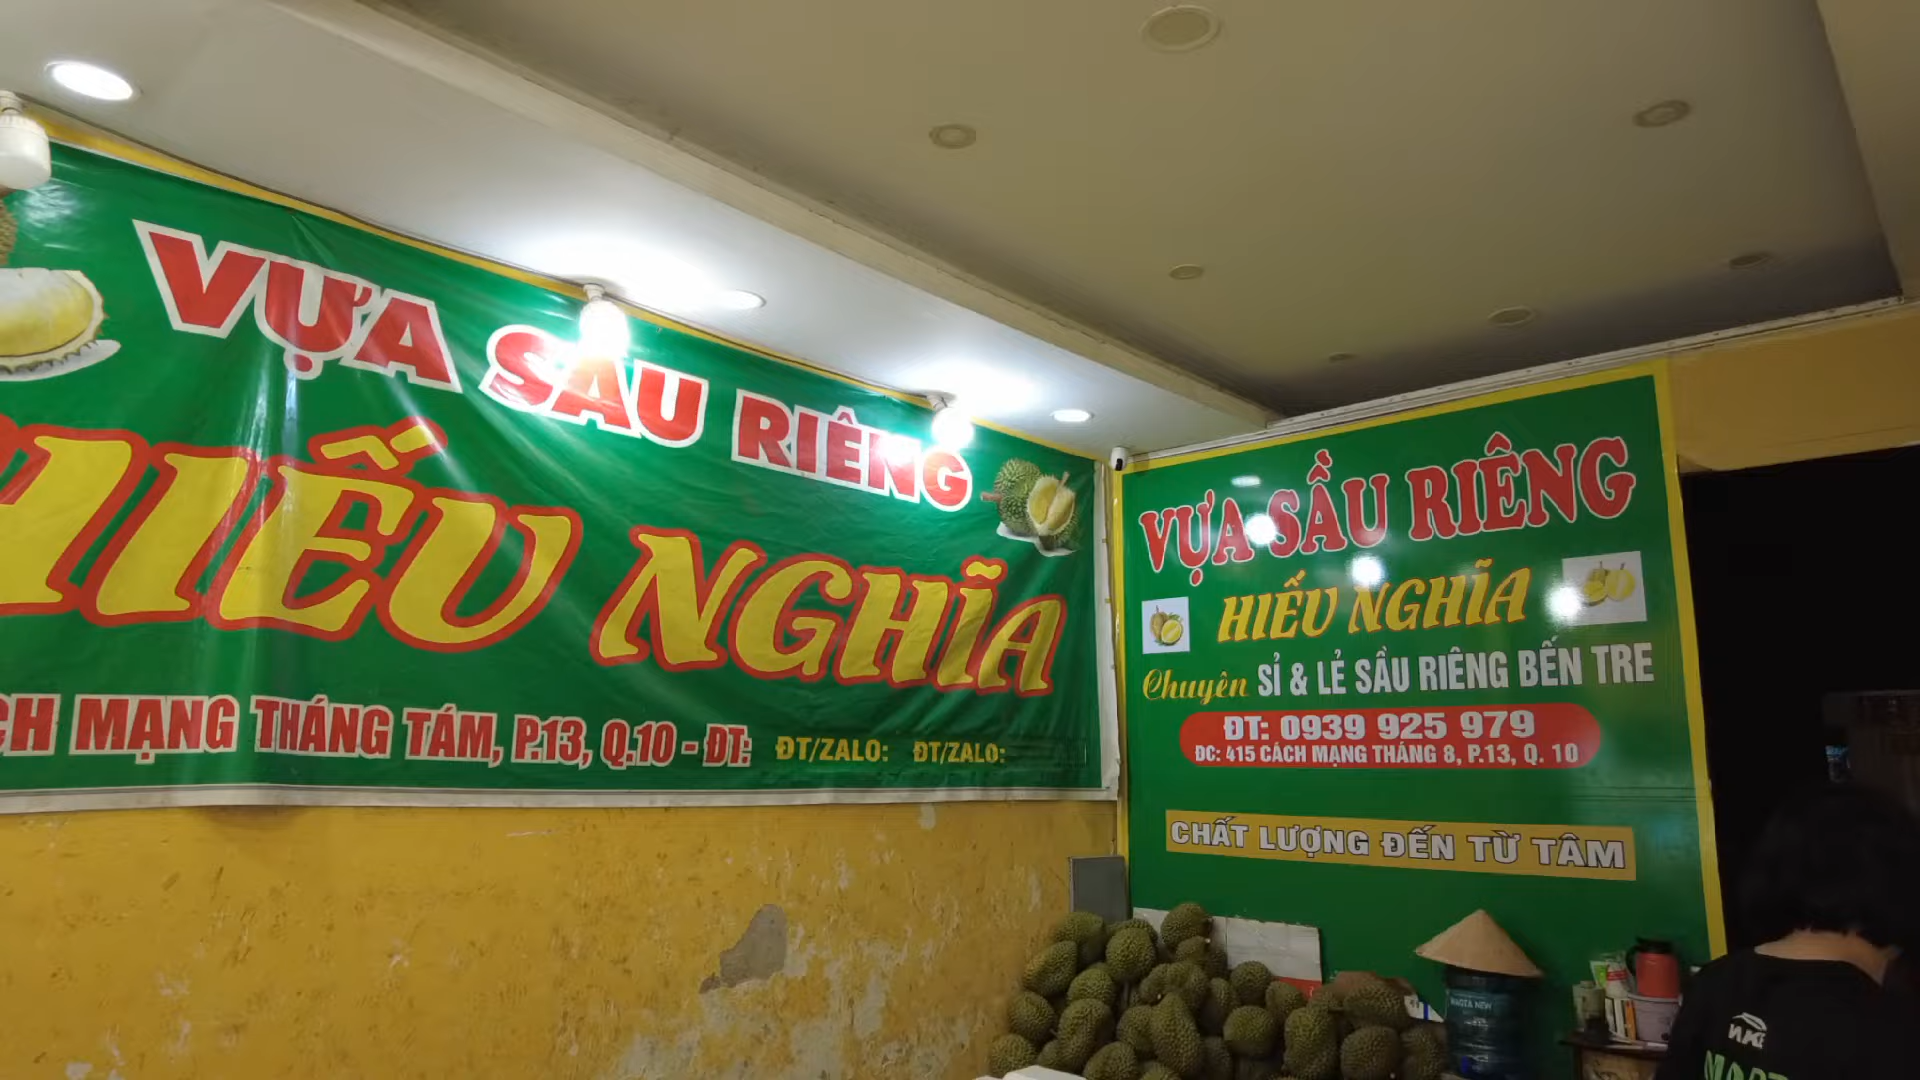 VỰA SẦU RIÊNG
HIẾU NGHĨA
CH MẠNG THÁNG TÁM, P.13, Q.10 - ĐT: ĐT/ZALO: ĐT/ZALO:
VỰA SẦU RIÊNG
HIẾU NGHĨA
Chuyên SỈ & LẺ SẦU RIÊNG BẾN TRE
ĐT: 0939 925 979
ĐC: 415 CÁCH MẠNG THÁNG 8, P.13, Q. 10
CHẤT LƯỢNG ĐẾN TỪ TÂM